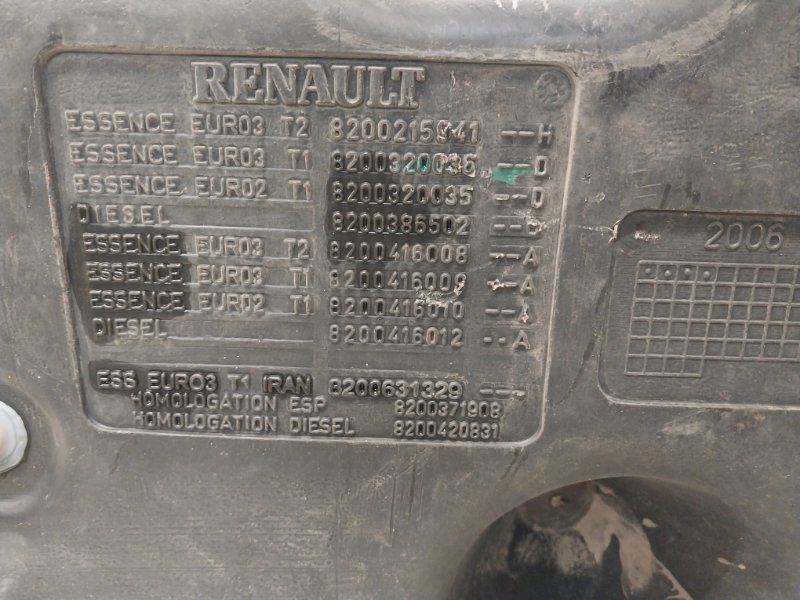 RENAULT
ESSENCE EURO3 T2 8200215941 --H
ESSENCE EURO3 T1 8200320036 --D
ESSENCE EURO2 T1 8200320035 --D
DIESEL 8200386502 --D
ESSENCE EURO3 T2 8200416008 --A
ESSENCE EURO3 T1 8200416009 --A
ESSENCE EURO2 T1 8200416010 --A
DIESEL 8200416012 --A
ESS EURO3 T1 IRAN 8200631329 --
HOMOLOGATION ESP 8200371908
HOMOLOGATION DIESEL 8200420831
2006